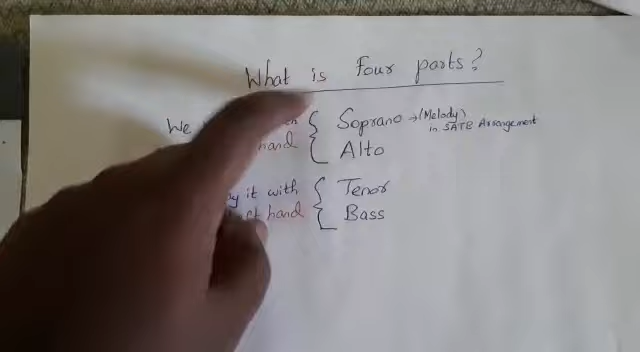 What is Four parts?
We
hand { Soprano → (Melody)
in SATB Arrangement
Alto
it with { Tenor
hand Bass